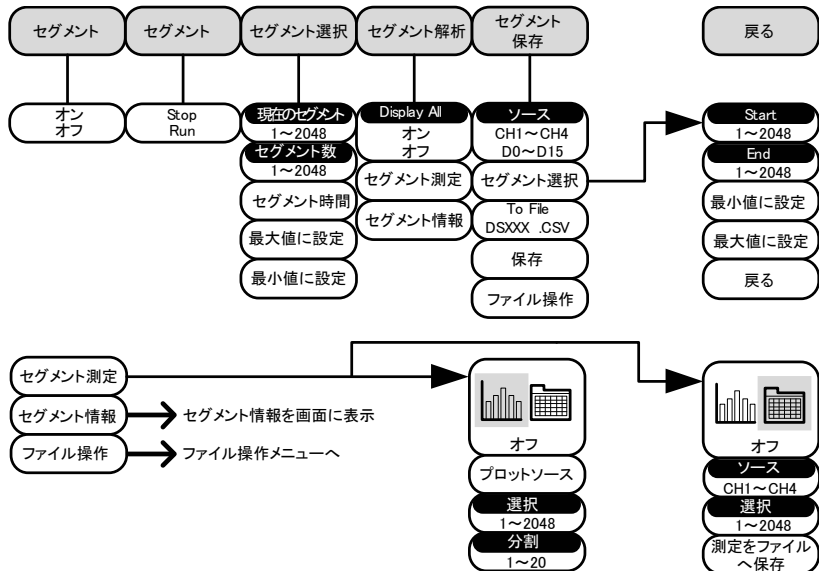 セグメント
セグメント
セグメント選択
セグメント解析
セグメント
保存
戻る
オン
オフ
Stop
Run
現在のセグメント
1～2048
セグメント数
1～2048
セグメント時間
最大値に設定
最小値に設定
Display All
オン
オフ
セグメント測定
セグメント情報
ソース
CH1～CH4
D0～D15
セグメント選択
To File
DSXXX .CSV
保存
ファイル操作
Start
1～2048
End
1～2048
最小値に設定
最大値に設定
戻る
セグメント測定
セグメント情報
セグメント情報を画面に表示
ファイル操作
ファイル操作メニューへ
オフ
プロットソース
選択
1～2048
分割
1～20
オフ
ソース
CH1～CH4
選択
1～2048
測定をファイル
へ保存